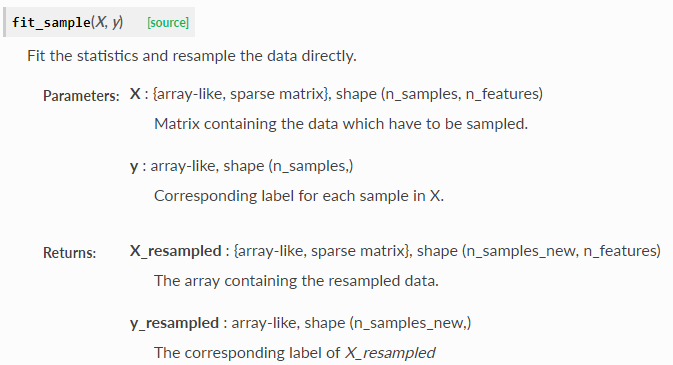 fit_sample(X, y) [source]
Fit the statistics and resample the data directly.
Parameters: X : {array-like, sparse matrix}, shape (n_samples, n_features)
Matrix containing the data which have to be sampled.
y : array-like, shape (n_samples,)
Corresponding label for each sample in X.
Returns: X_resampled : {array-like, sparse matrix}, shape (n_samples_new, n_features)
The array containing the resampled data.
y_resampled : array-like, shape (n_samples_new,)
The corresponding label of X_resampled